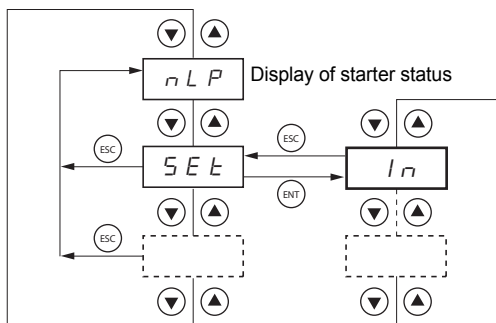 nLP Display of starter status
ESC ESC
SEt In
ENT
ESC